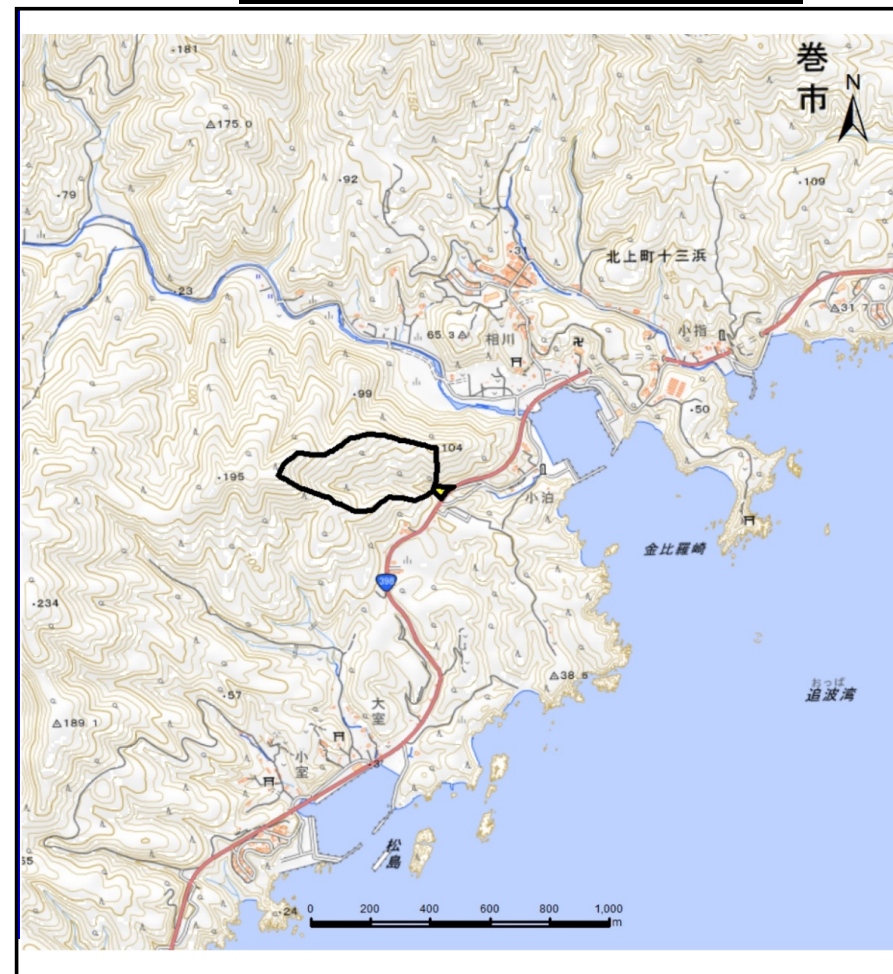 巻
市
N
・181
△175.0
・92
・79
・109
・31
北上町十三浜
・23
△31.7
65.3△
相川
小指
卍
・99
・50
104
・195
小泊
金比羅崎
398
・234
△38.6
おっぱ
追波湾
・57
△189.1
大室
小室
・3
松島
・24
0 200 400 600 800 1,000
m